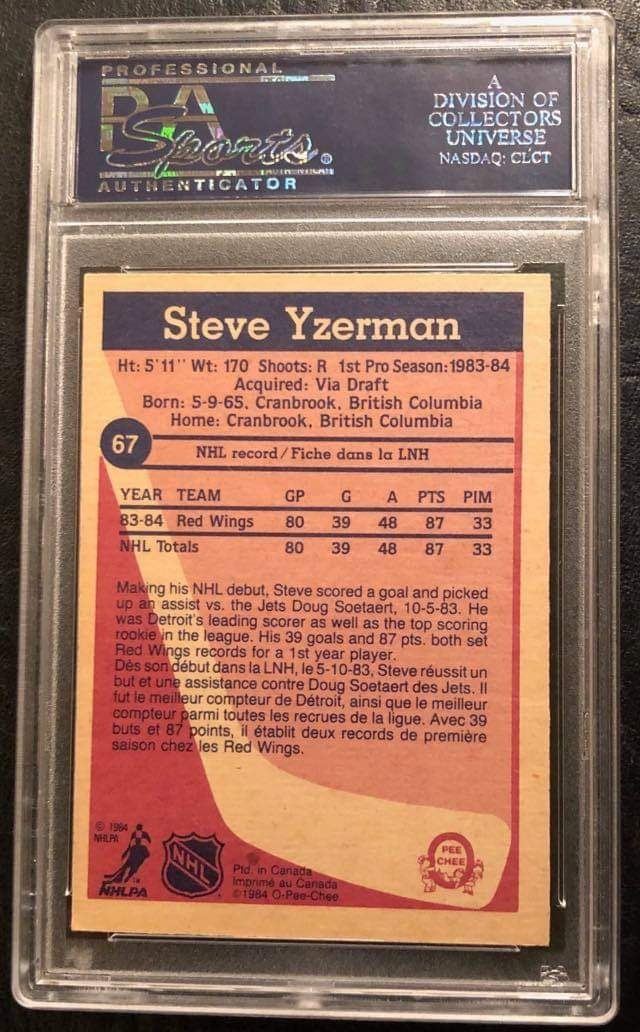 PROFESSIONAL
PSA
Sports®
AUTHENTICATOR
A
DIVISION OF
COLLECTORS
UNIVERSE
NASDAQ: CLCT
Steve Yzerman
Ht: 5'11" Wt: 170 Shoots: R 1st Pro Season:1983-84
Acquired: Via Draft
Born: 5-9-65, Cranbrook, British Columbia
Home: Cranbrook, British Columbia
67
NHL record/Fiche dans la LNH
YEAR TEAM GP G A PTS PIM
83-84 Red Wings 80 39 48 87 33
NHL Totals 80 39 48 87 33
Making his NHL debut, Steve scored a goal and picked
up an assist vs. the Jets Doug Soetaert, 10-5-83. He
was Detroit's leading scorer as well as the top scoring
rookie in the league. His 39 goals and 87 pts. both set
Red Wings records for a 1st year player.
Dès son début dans la LNH, le 5-10-83, Steve réussit un
but et une assistance contre Doug Soetaert des Jets. Il
fut le meilleur compteur de Détroit, ainsi que le meilleur
compteur parmi toutes les recrues de la ligue. Avec 39
buts et 87 points, il établit deux records de première
saison chez les Red Wings.
© 1984
NHLPA
NHLPA
NHL
Ptd. in Canada
Imprimé au Canada
©1984 O-Pee-Chee
PEE
CHEE